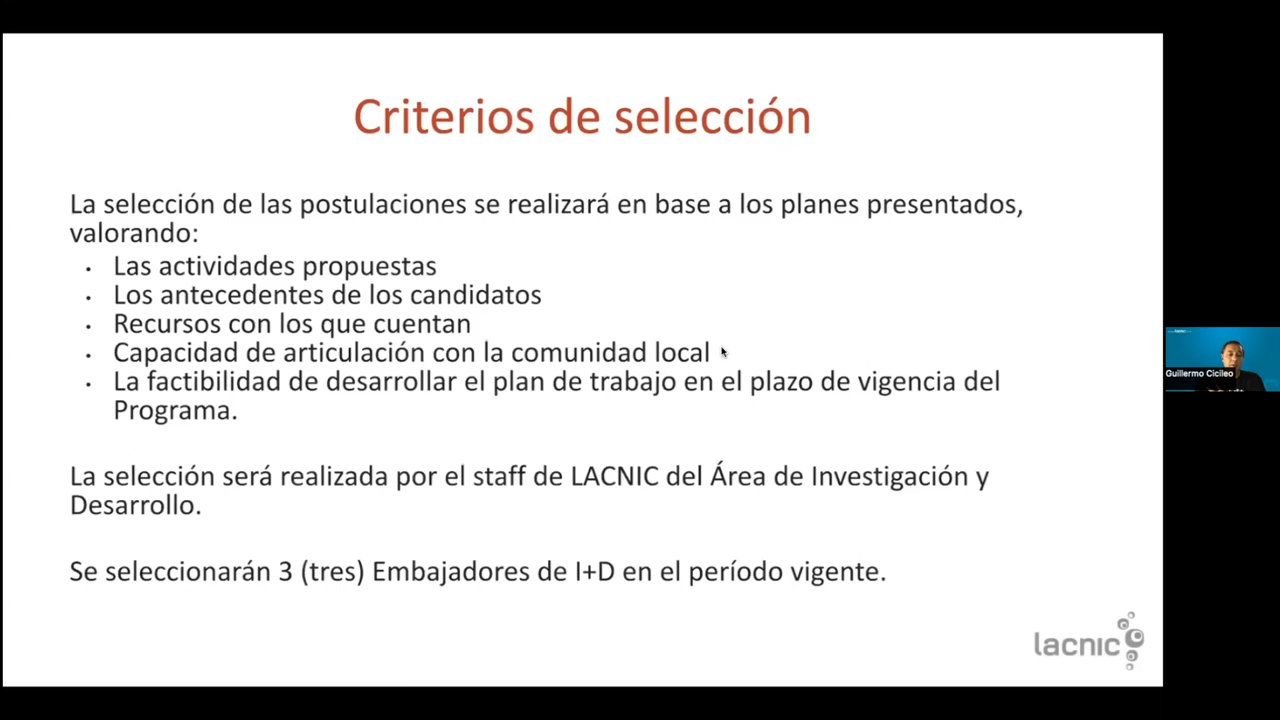 Criterios de selección
La selección de las postulaciones se realizará en base a los planes presentados,
valorando:
• Las actividades propuestas
• Los antecedentes de los candidatos
• Recursos con los que cuentan
• Capacidad de articulación con la comunidad local
• La factibilidad de desarrollar el plan de trabajo en el plazo de vigencia del
Programa.
La selección será realizada por el staff de LACNIC del Área de Investigación y
Desarrollo.
Se seleccionarán 3 (tres) Embajadores de I+D en el período vigente.
lacnic
Guillermo Cicileo